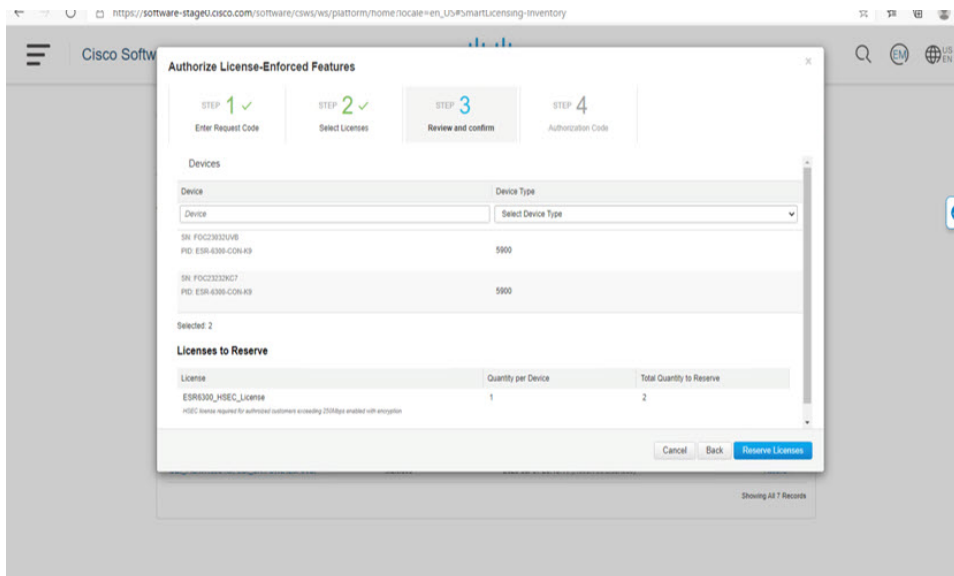 https://software-stage0.cisco.com/software/csws/ws/platform/home?locale=en_US#SmartLicensing-Inventory
Cisco Softw
EM
US
EN
Authorize License-Enforced Features
x
STEP 1
Enter Request Code
STEP 2
Select Licenses
STEP 3
Review and confirm
STEP 4
Authorization Code
Devices
Device
Device Type
Device
Select Device Type
PID: ESR-6300-CON-K9
5900
SN: FOC23232KC7
PID: ESR-6300-CON-K9
5900
Selected: 2
Licenses to Reserve
License
Quantity per Device
Total Quantity to Reserve
ESR6300_HSEC_License
1
2
HSEC license required for authorized customers exceeding 250Mbps enabled with encryption
Cancel
Back
Reserve Licenses
Showing All 7 Records